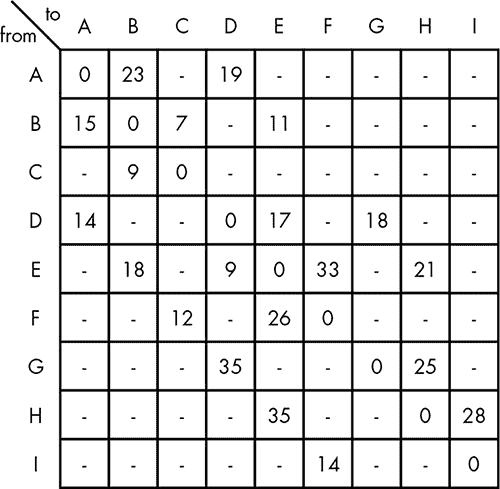 to
from
A B C D E F G H I
A 0 23 - 19 - - - - -
B 15 0 7 - 11 - - - -
C - 9 0 - - - - - -
D 14 - - 0 17 - 18 - -
E - 18 - 9 0 33 - 21 -
F - - 12 - 26 0 - - -
G - - - 35 - - 0 25 -
H - - - - 35 - - 0 28
I - - - - - 14 - - 0